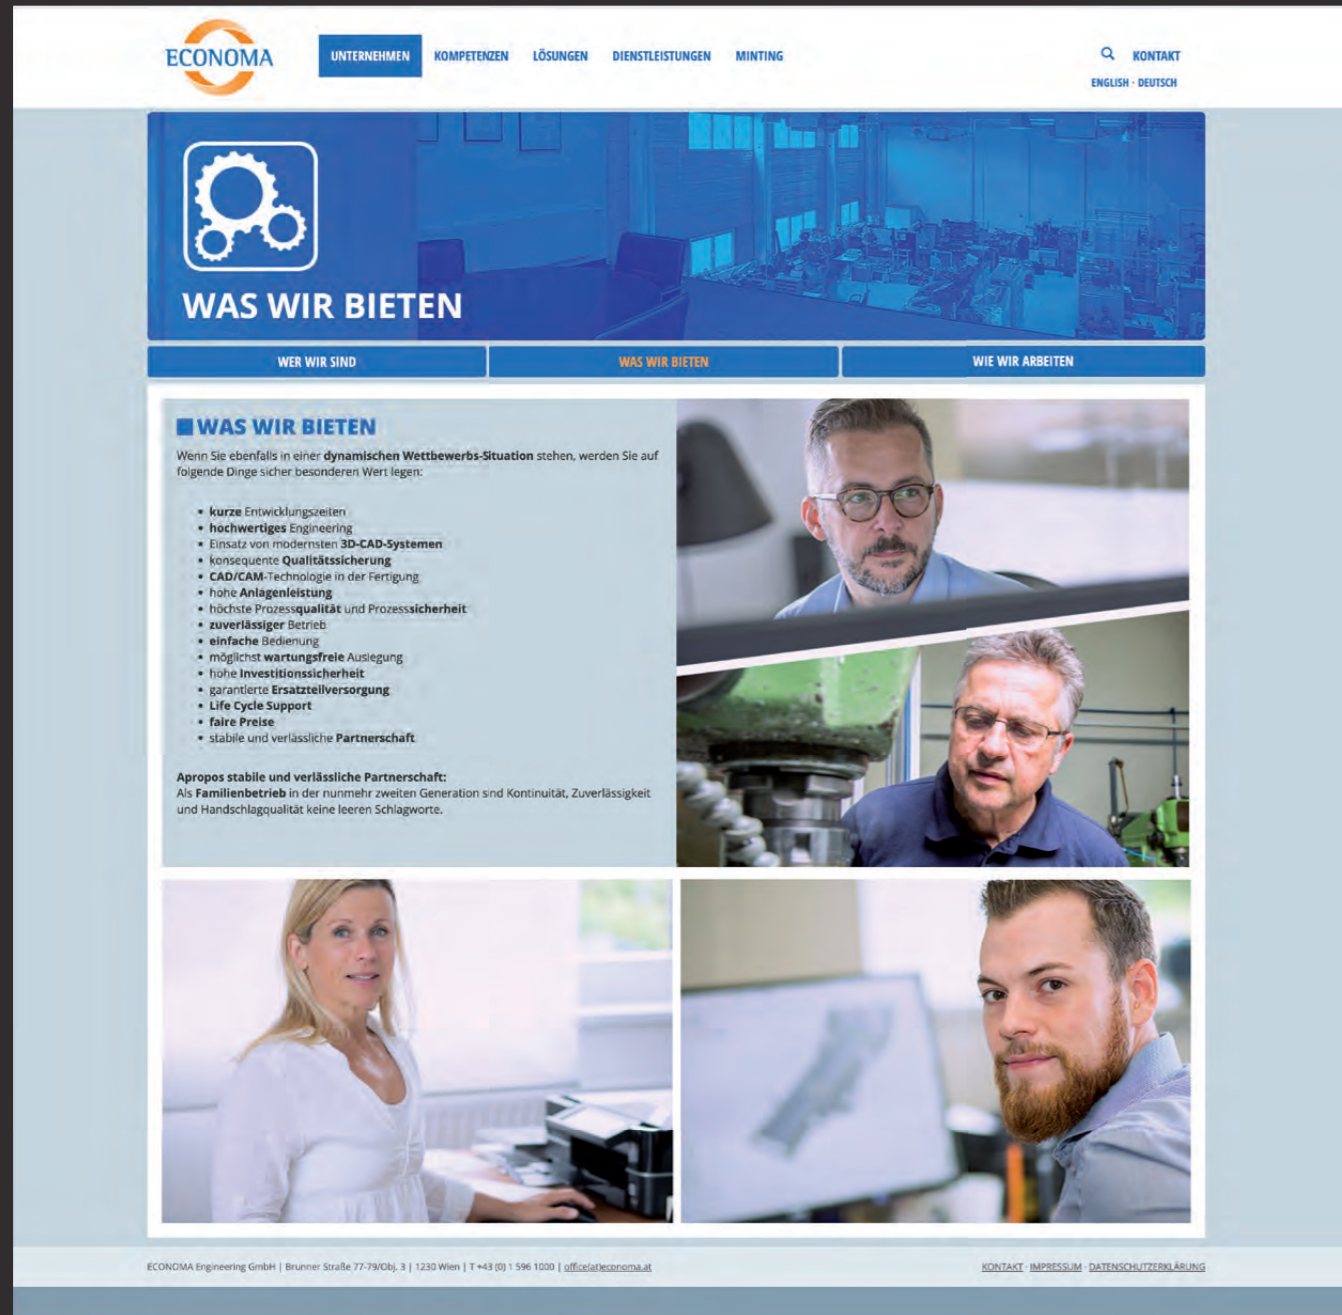 ECONOMA
UNTERNEHMEN KOMPETENZEN LÖSUNGEN DIENSTLEISTUNGEN MINTING
KONTAKT
ENGLISH · DEUTSCH
WAS WIR BIETEN
WER WIR SIND
WAS WIR BIETEN
WIE WIR ARBEITEN
WAS WIR BIETEN
Wenn Sie ebenfalls in einer dynamischen Wettbewerbs-Situation stehen, werden Sie auf
folgende Dinge sicher besonderen Wert legen:
• kurze Entwicklungszeiten
• hochwertiges Engineering
• Einsatz von modernsten 3D-CAD-Systemen
• konsequente Qualitätssicherung
• CAD/CAM-Technologie in der Fertigung
• hohe Anlagenleistung
• höchste Prozessqualität und Prozesssicherheit
• zuverlässiger Betrieb
• einfache Bedienung
• möglichst wartungsfreie Auslegung
• hohe Investitionssicherheit
• garantierte Ersatzteilversorgung
• Life Cycle Support
• faire Preise
• stabile und verlässliche Partnerschaft
Apropos stabile und verlässliche Partnerschaft:
Als Familienbetrieb in der nunmehr zweiten Generation sind Kontinuität, Zuverlässigkeit
und Handschlagqualität keine leeren Schlagworte.
ECONOMA Engineering GmbH | Brunner Straße 77-79/Obj. 3 | 1230 Wien | T +43 (0) 1 596 1000 | office(at)economa.at
KONTAKT · IMPRESSUM · DATENSCHUTZERKLÄRUNG